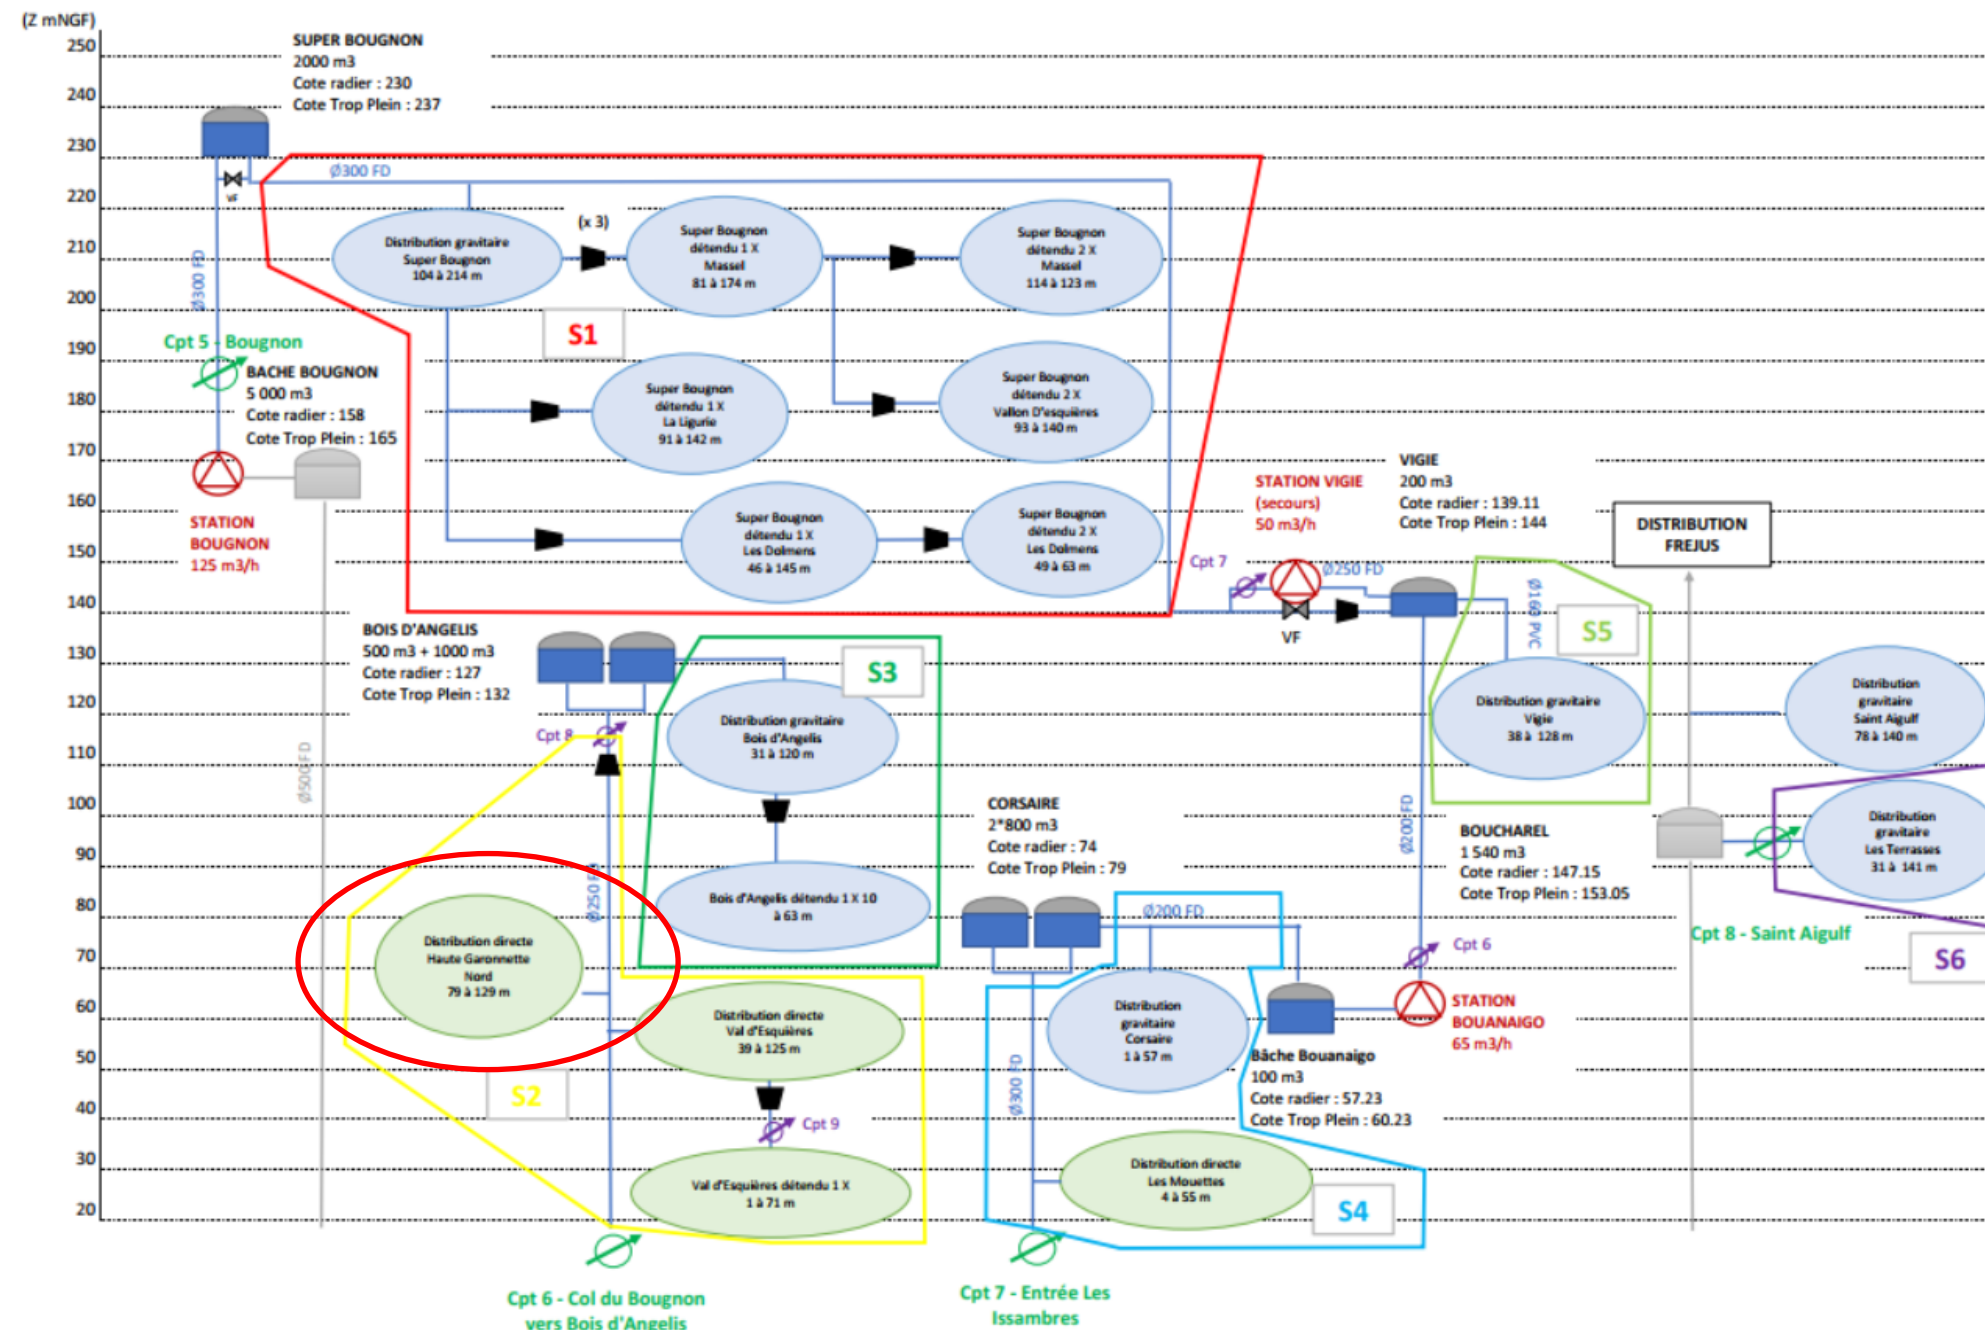 (Z mNGF)
250
240
230
220
210
200
190
180
170
160
150
140
130
120
110
100
90
80
70
60
50
40
30
20
SUPER BOUGNON
2000 m3
Cote radier : 230
Cote Trop Plein : 237
VF
Ø300 FD
Ø300 FD
Distribution gravitaire
Super Bougnon
104 à 214 m
(x 3)
Super Bougnon
détendu 1 X
Massel
81 à 174 m
Super Bougnon
détendu 2 X
Massel
114 à 123 m
S1
Super Bougnon
détendu 1 X
La Ligurie
91 à 142 m
Super Bougnon
détendu 2 X
Vallon D'esquières
93 à 140 m
Super Bougnon
détendu 1 X
Les Dolmens
46 à 145 m
Super Bougnon
détendu 2 X
Les Dolmens
49 à 63 m
Cpt 5 - Bougnon
BACHE BOUGNON
5 000 m3
Cote radier : 158
Cote Trop Plein : 165
STATION
BOUGNON
125 m3/h
Ø500 FD
BOIS D'ANGELIS
500 m3 + 1000 m3
Cote radier : 127
Cote Trop Plein : 132
Cpt 8
S3
Distribution gravitaire
Bois d'Angelis
31 à 120 m
Bois d'Angelis détendu 1 X 10
à 63 m
Ø250 FD
Distribution directe
Haute Garonnette
Nord
79 à 129 m
S2
Distribution directe
Val d'Esquières
39 à 125 m
Cpt 9
Val d'Esquières détendu 1 X
1 à 71 m
Cpt 6 - Col du Bougnon
vers Bois d'Angelis
STATION VIGIE
(secours)
50 m3/h
VIGIE
200 m3
Cote radier : 139.11
Cote Trop Plein : 144
Cpt 7
Ø250 FD
VF
Ø160 PVC
S5
Distribution gravitaire
Vigie
38 à 128 m
DISTRIBUTION
FREJUS
Distribution
gravitaire
Saint Aigulf
78 à 140 m
CORSAIRE
2*800 m3
Cote radier : 74
Cote Trop Plein : 79
Ø200 FD
Ø200 FD
Ø300 FD
Distribution
gravitaire
Corsaire
1 à 57 m
Distribution directe
Les Mouettes
4 à 55 m
S4
Bâche Bouanaigo
100 m3
Cote radier : 57.23
Cote Trop Plein : 60.23
Cpt 6
STATION
BOUANAIGO
65 m3/h
BOUCHAREL
1 540 m3
Cote radier : 147.15
Cote Trop Plein : 153.05
Distribution
gravitaire
Les Terrasses
31 à 141 m
Cpt 8 - Saint Aigulf
S6
Cpt 7 - Entrée Les
Issambres